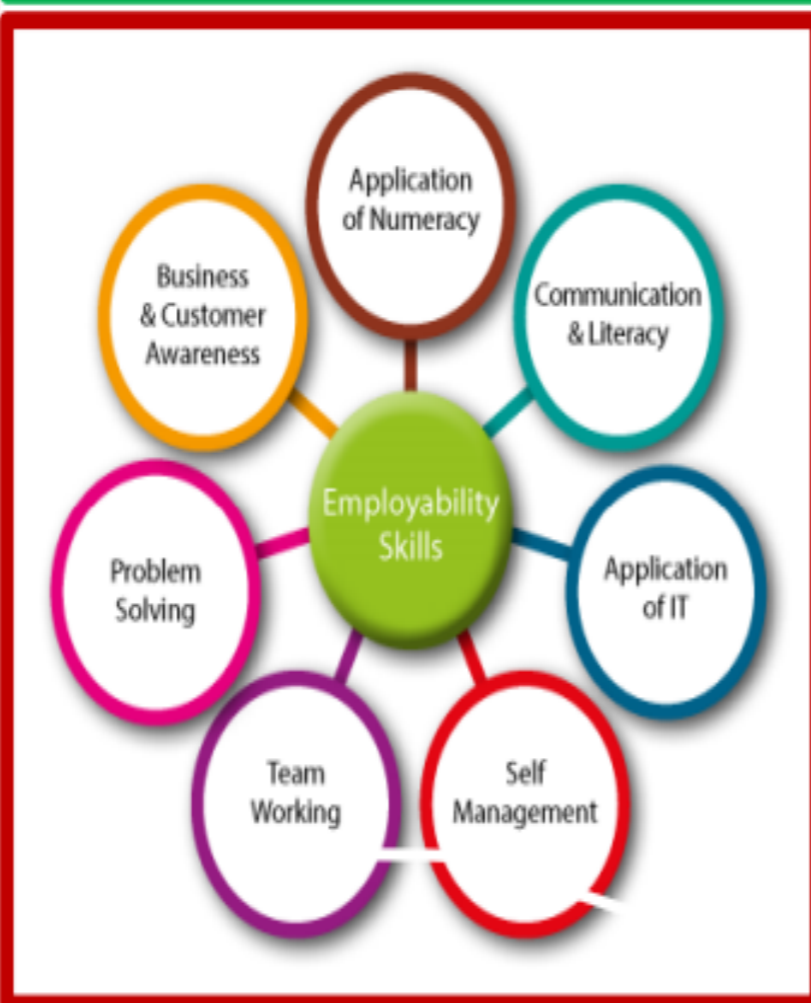 Application
of Numeracy
Communication
& Literacy
Application
of IT
Self
Management
Team
Working
Problem
Solving
Business
& Customer
Awareness
Employability
Skills